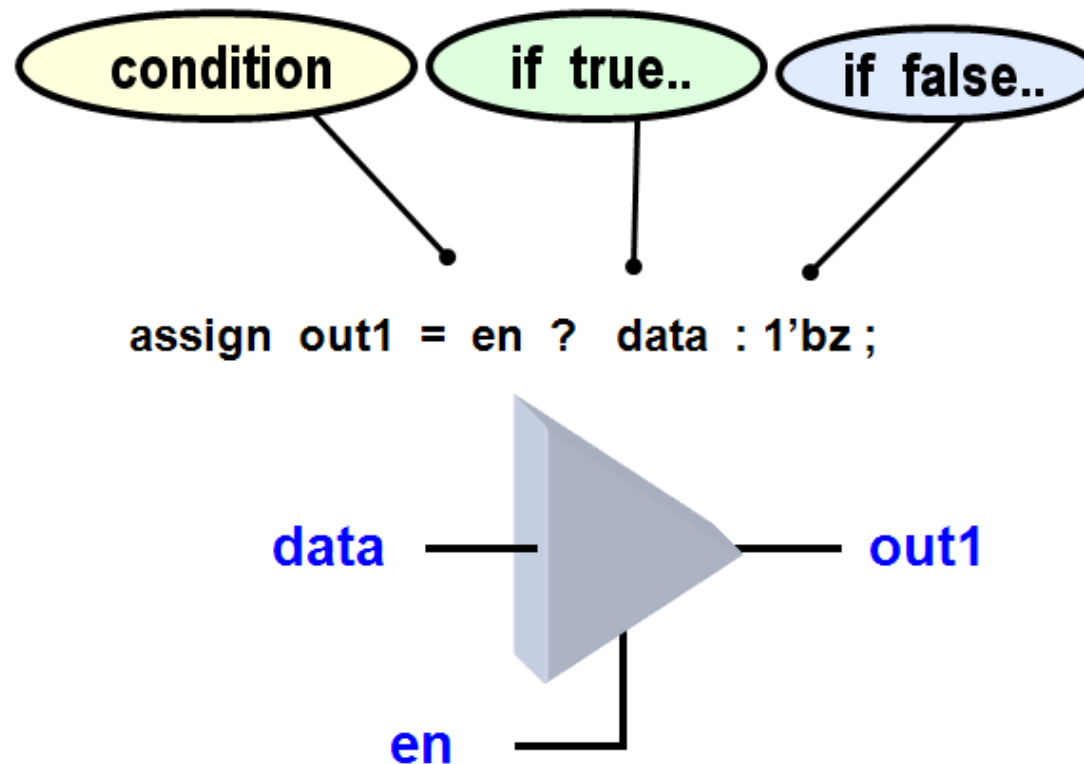 condition
if true..
if false..
assign out1 = en ? data : 1’bz ;
data
out1
en